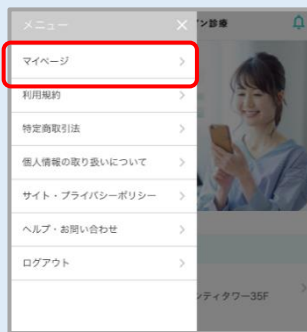 メニュー
ン診療
マイページ
利用規約
特定商取引法
個人情報の取り扱いについて
サイト・プライバシーポリシー
ヘルプ・お問い合わせ
ログアウト
ンティタワー35F